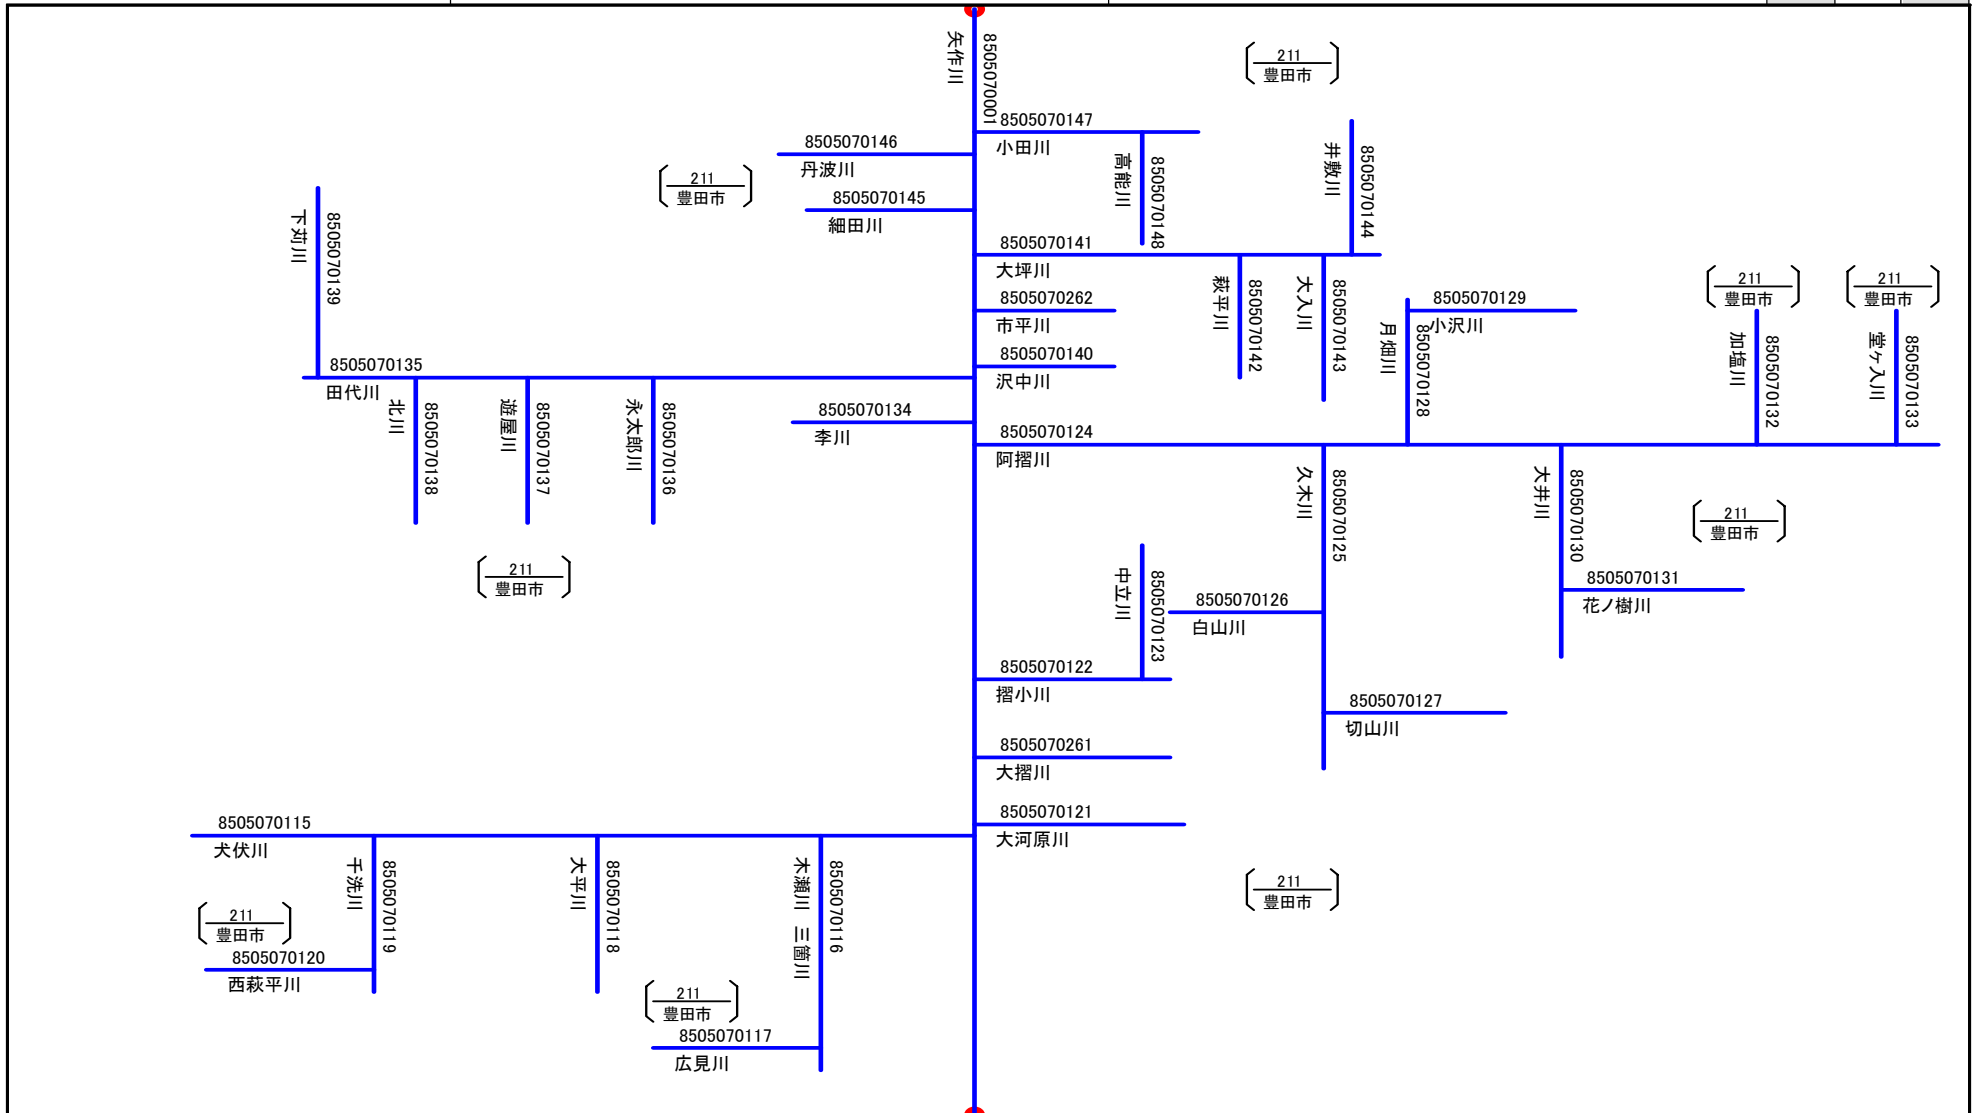 矢作川
8505070001
211
豊田市
8505070147
小田川
高能川
8505070148
井敷川
8505070144
8505070146
丹波川
211
豊田市
8505070145
細田川
下苅川
8505070139
8505070141
大坪川
萩平川
8505070142
大入川
8505070143
8505070262
市平川
月畑川
8505070128
8505070129
小沢川
211
豊田市
加塩川
8505070132
211
豊田市
堂ヶ入川
8505070133
8505070140
沢中川
8505070135
田代川
北川
8505070138
遊屋川
8505070137
永太郎川
8505070136
8505070134
李川
8505070124
阿摺川
久木川
8505070125
大井川
8505070130
211
豊田市
211
豊田市
中立川
8505070123
8505070126
白山川
8505070131
花ノ樹川
8505070122
摺小川
8505070127
切山川
8505070261
大摺川
8505070121
大河原川
8505070115
犬伏川
干洗川
8505070119
大平川
8505070118
木瀬川 三箇川
8505070116
211
豊田市
211
豊田市
8505070120
西萩平川
211
豊田市
8505070117
広見川